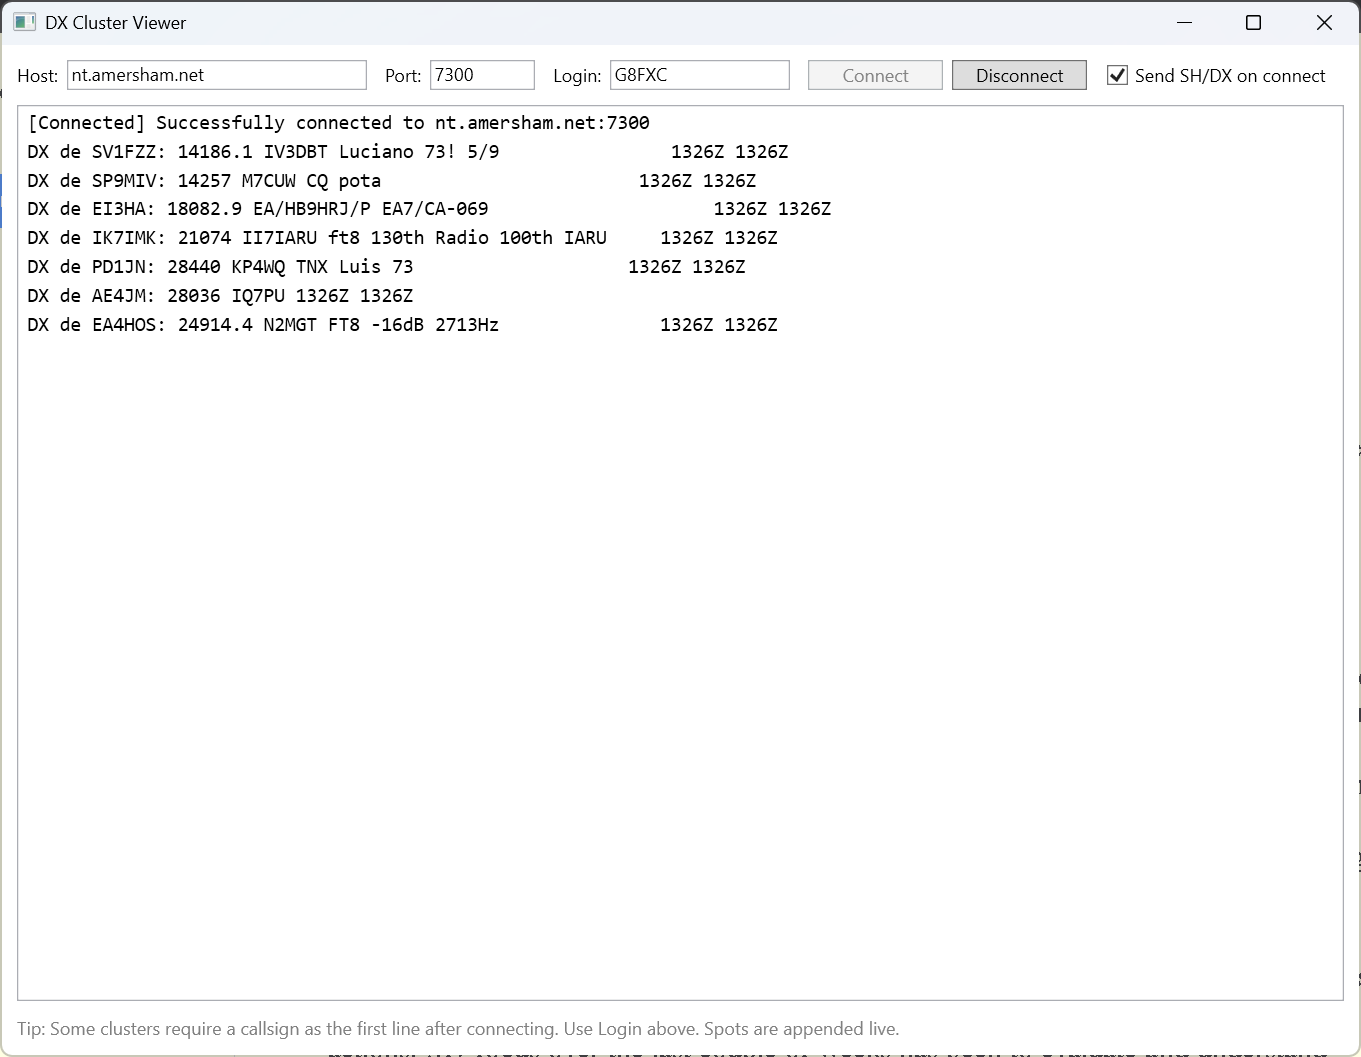 DX Cluster Viewer
Host: nt.amersham.net Port: 7300 Login: G8FXC Connect Disconnect Send SH/DX on connect
[Connected] Successfully connected to nt.amersham.net:7300
DX de SV1FZZ: 14186.1 IV3DBT Luciano 73! 5/9 1326Z 1326Z
DX de SP9MIV: 14257 M7CUW CQ pota 1326Z 1326Z
DX de EI3HA: 18082.9 EA/HB9HRJ/P EA7/CA-069 1326Z 1326Z
DX de IK7IMK: 21074 II7IARU ft8 130th Radio 100th IARU 1326Z 1326Z
DX de PD1JN: 28440 KP4WQ TNX Luis 73 1326Z 1326Z
DX de AE4JM: 28036 IQ7PU 1326Z 1326Z
DX de EA4HOS: 24914.4 N2MGT FT8 -16dB 2713Hz 1326Z 1326Z
Tip: Some clusters require a callsign as the first line after connecting. Use Login above. Spots are appended live.